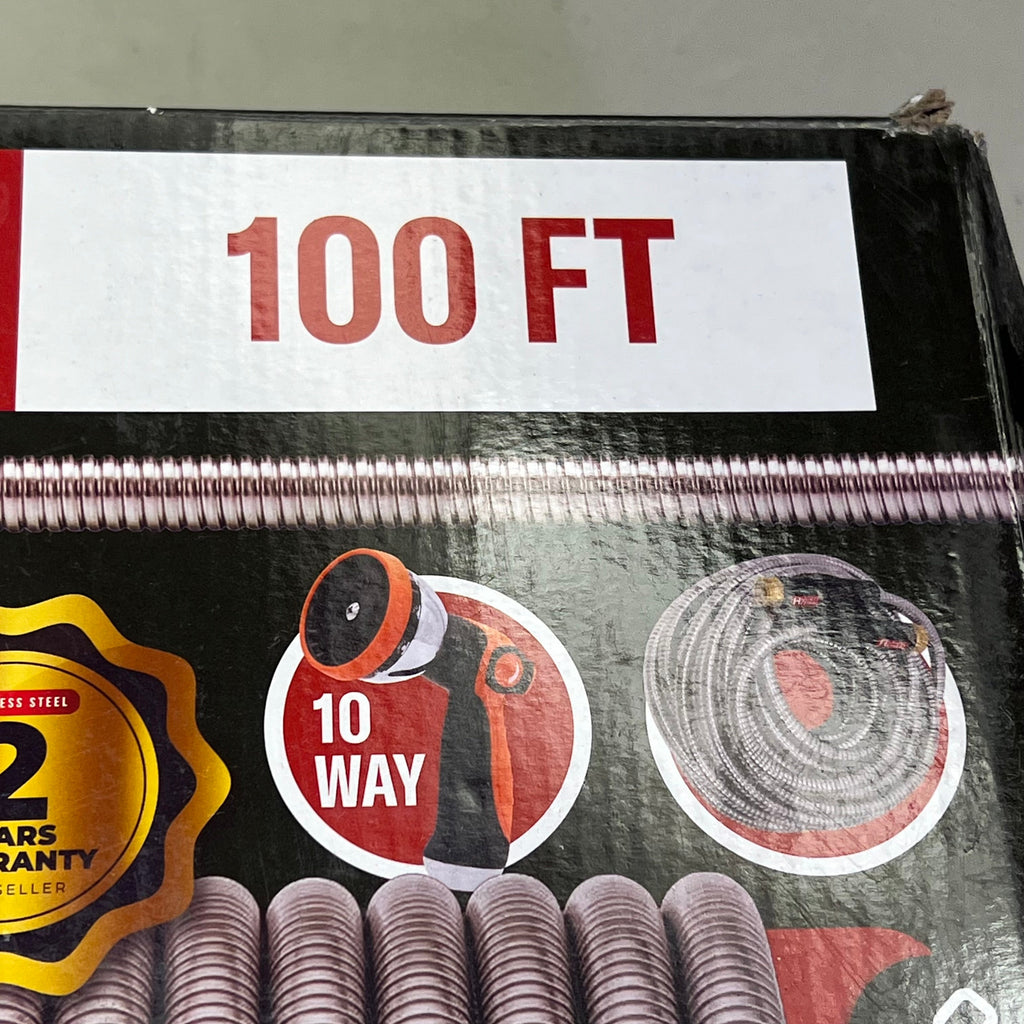 100 FT
10
WAY
ESS STEEL
2
ARS
RANTY
SELLER